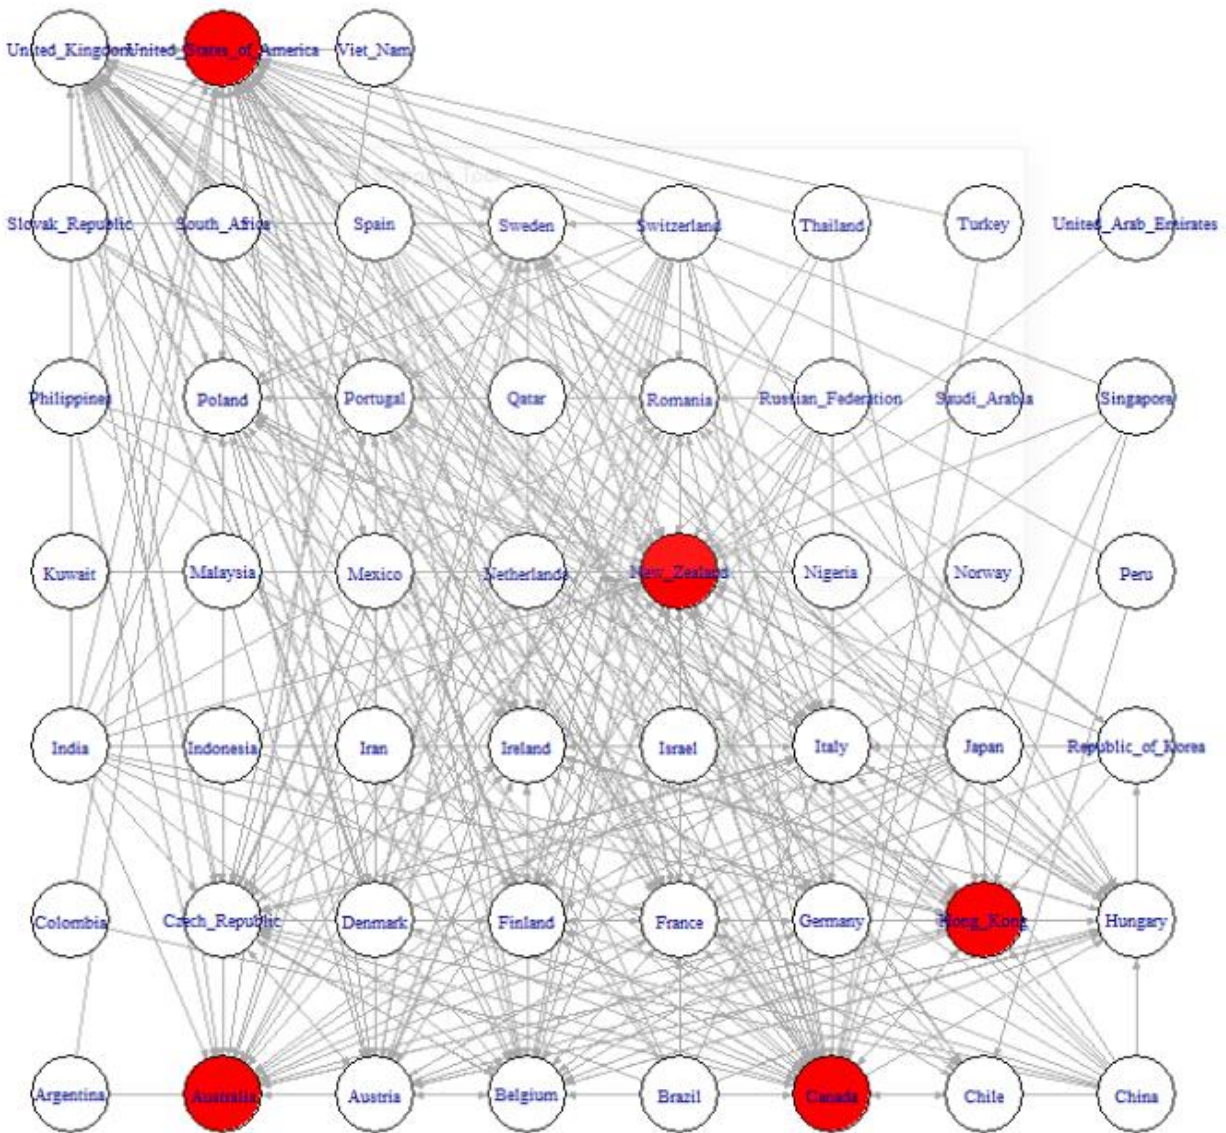 United_Kingdom United_States_of_America Viet_Nam
Slovak_Republic South_Africa Spain Sweden Switzerland Thailand Turkey United_Arab_Emirates
Philippines Poland Portugal Qatar Romania Russian_Federation Saudi_Arabia Singapore
Kuwait Malaysia Mexico Netherlands New_Zealand Nigeria Norway Peru
India Indonesia Iran Ireland Israel Italy Japan Republic_of_Korea
Colombia Czech_Republic Denmark Finland France Germany Hong_Kong Hungary
Argentina Australia Austria Belgium Brazil Canada Chile China